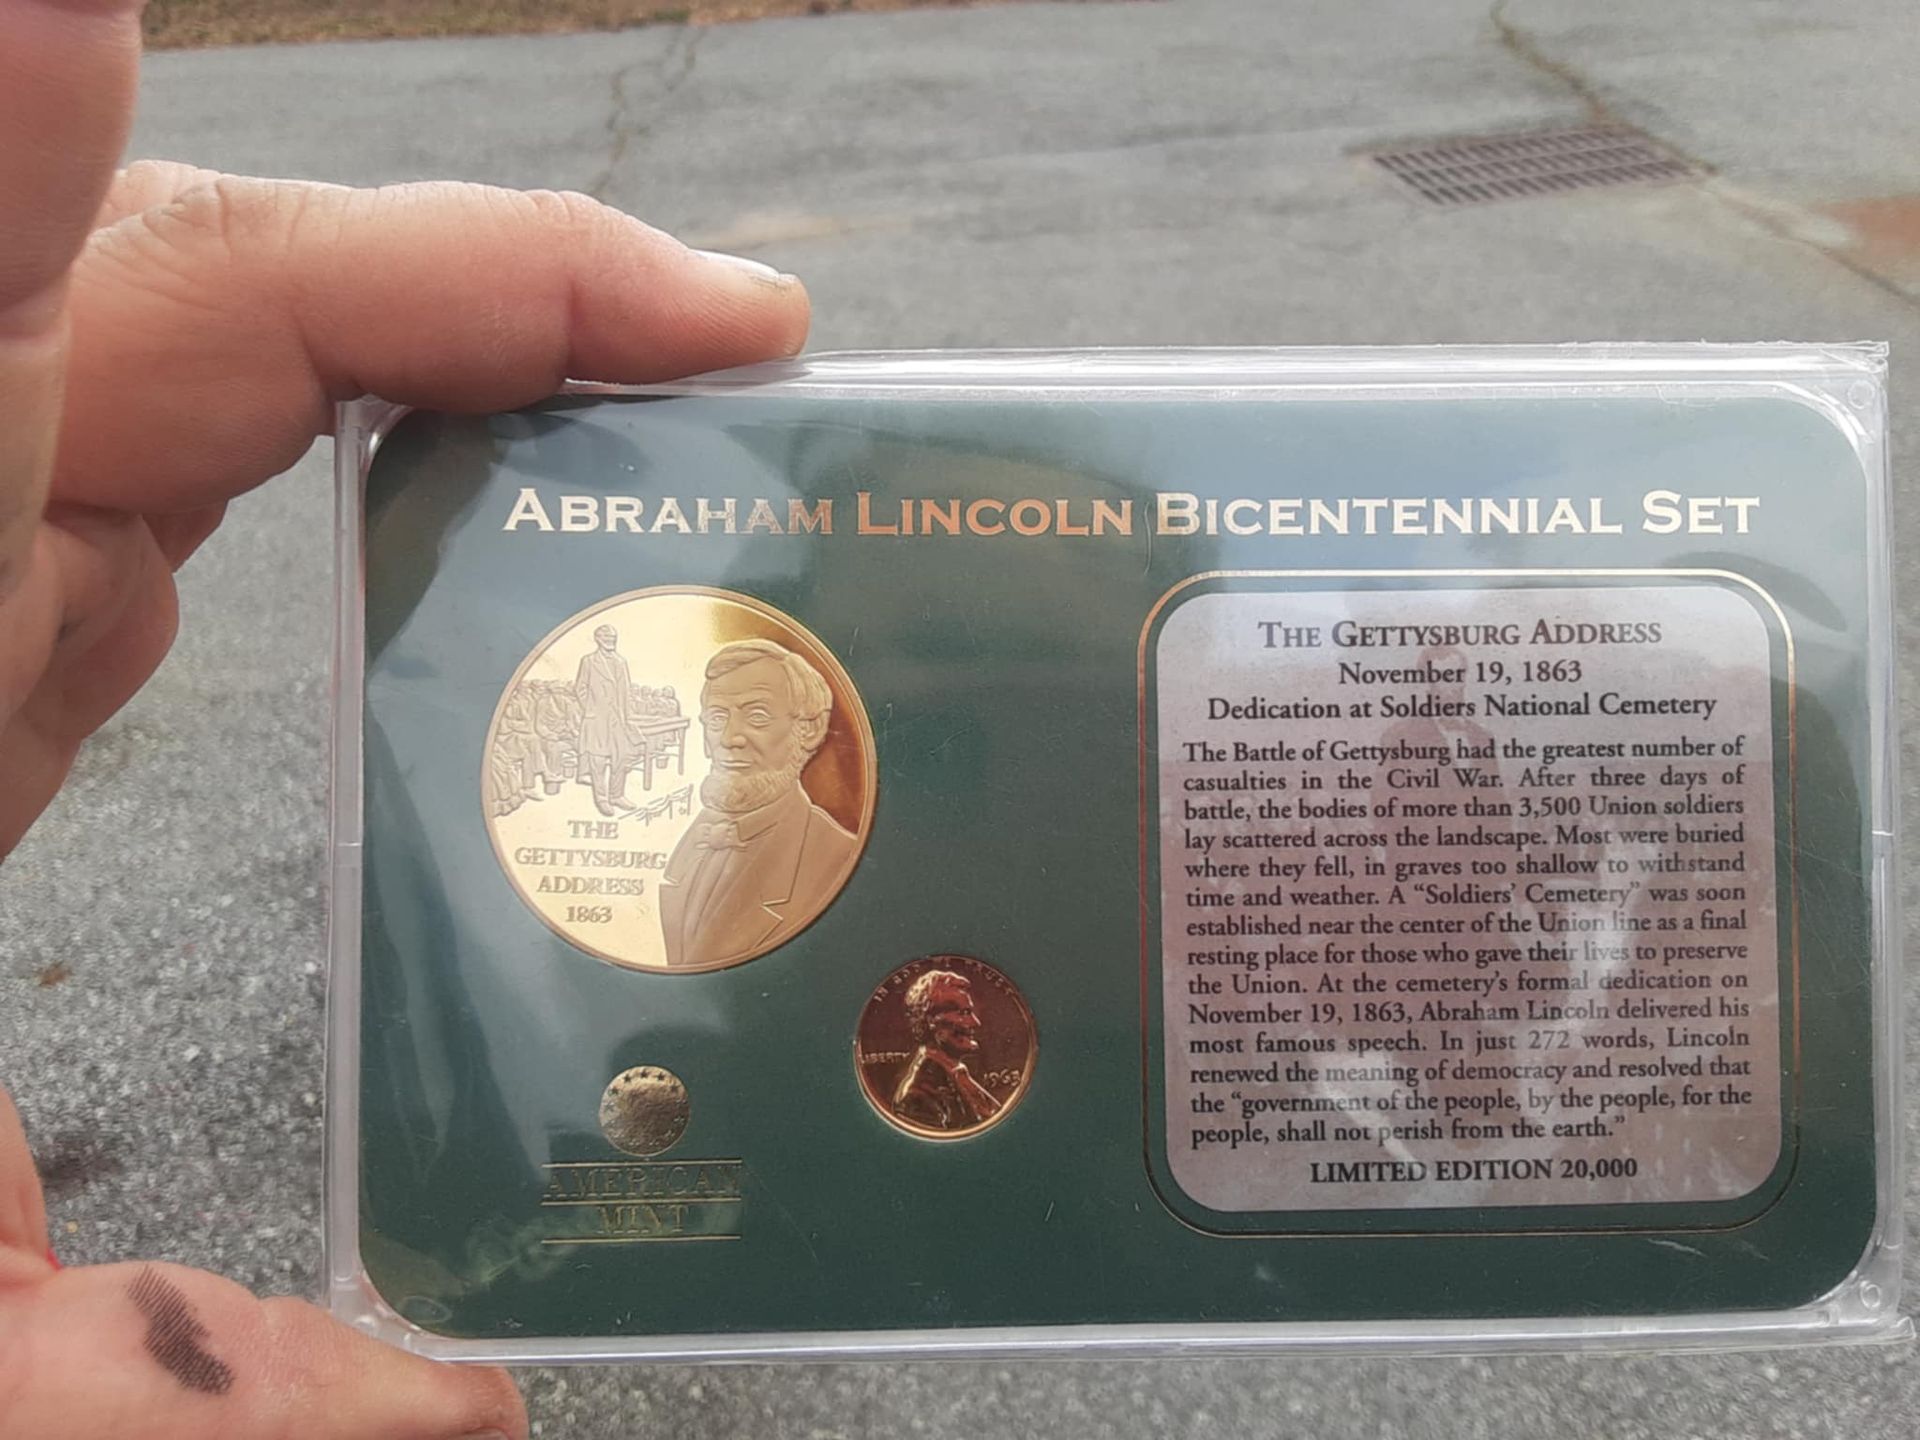 ABRAHAM LINCOLN BICENTENNIAL SET
THE
GETTYSBURG
ADDRESS
1863
IN GOD WE TRUST
LIBERTY
1963
AMERICAN
MINT
THE GETTYSBURG ADDRESS
November 19, 1863
Dedication at Soldiers National Cemetery
The Battle of Gettysburg had the greatest number of
casualties in the Civil War. After three days of
battle, the bodies of more than 3,500 Union soldiers
lay scattered across the landscape. Most were buried
where they fell, in graves too shallow to withstand
time and weather. A “Soldiers’ Cemetery” was soon
established near the center of the Union line as a final
resting place for those who gave their lives to preserve
the Union. At the cemetery’s formal dedication on
November 19, 1863, Abraham Lincoln delivered his
most famous speech. In just 272 words, Lincoln
renewed the meaning of democracy and resolved that
the “government of the people, by the people, for the
people, shall not perish from the earth.”
LIMITED EDITION 20,000